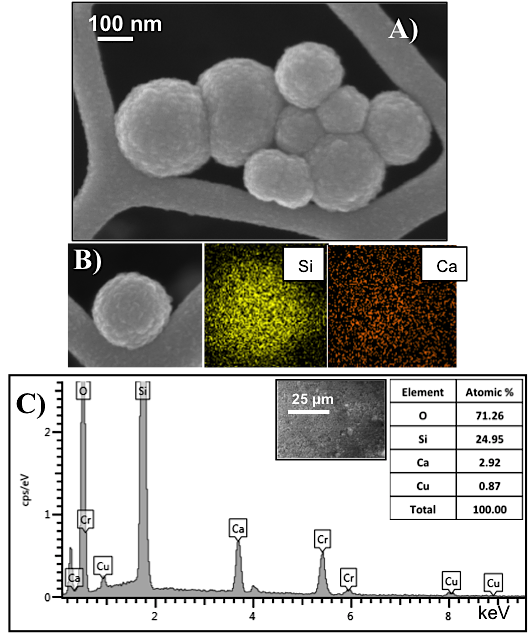 100 nm
A)
B)
Si
Ca
C)
O
Si
25 µm
Element Atomic %
O 71.26
Si 24.95
Ca 2.92
Cu 0.87
Total 100.00
2
cps/eV
Cr
Ca
Cr
1
Ca
Cu
Cr
Cu
Cu
0
2
4
6
8
keV